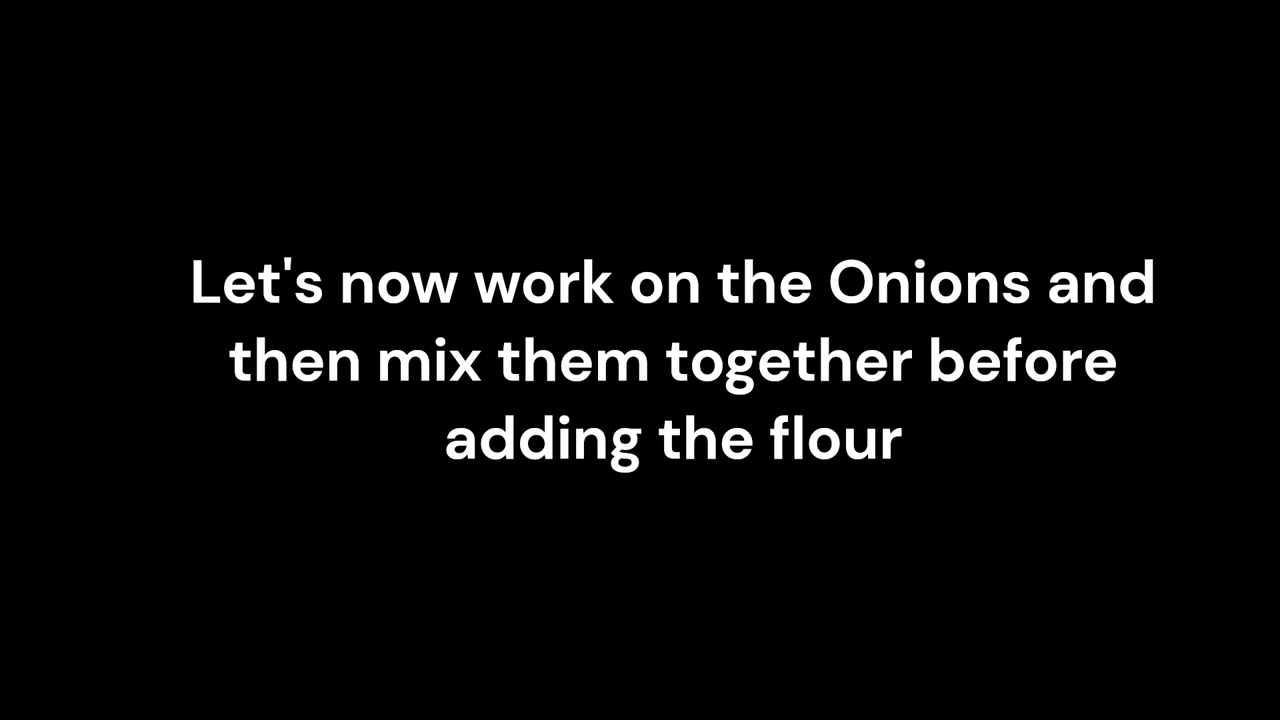 Let's now work on the Onions and
then mix them together before
adding the flour